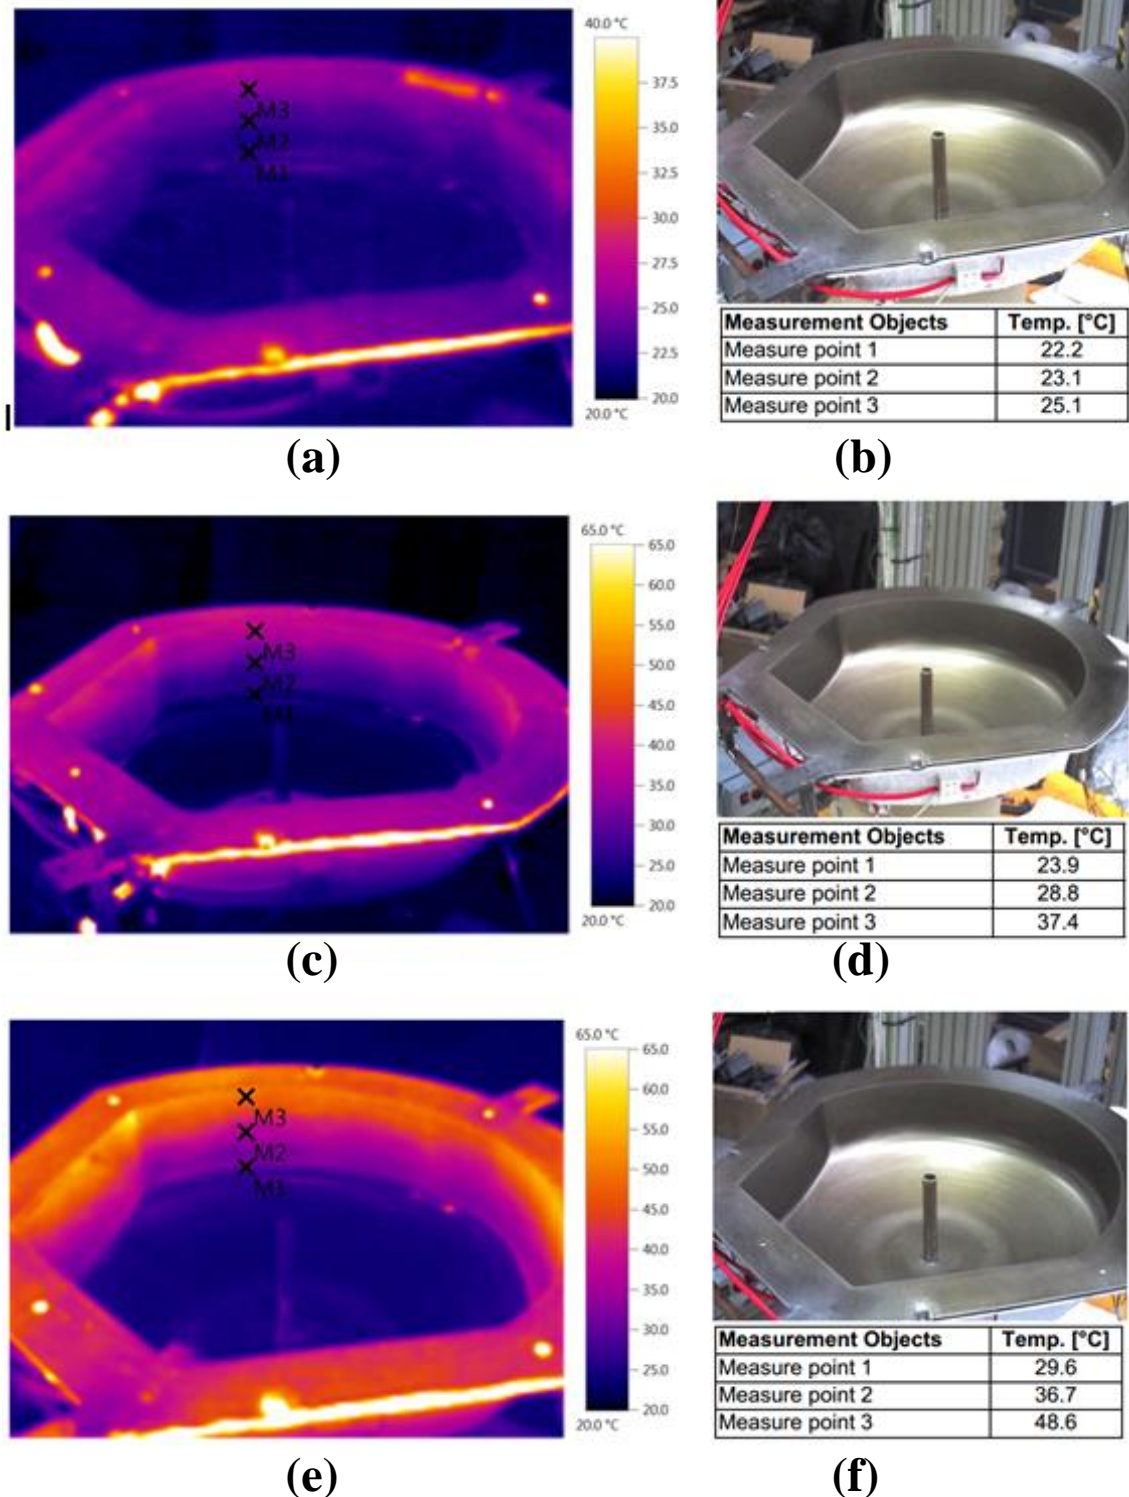 40.0 °C
37.5
35.0
32.5
30.0
27.5
25.0
22.5
20.0
20.0 °C
M3
M2
M1
Measurement Objects Temp. [°C]
Measure point 1 22.2
Measure point 2 23.1
Measure point 3 25.1
(a) (b)
65.0 °C
65.0
60.0
55.0
50.0
45.0
40.0
35.0
30.0
25.0
20.0
20.0 °C
M3
M2
M1
Measurement Objects Temp. [°C]
Measure point 1 23.9
Measure point 2 28.8
Measure point 3 37.4
(c) (d)
65.0 °C
65.0
60.0
55.0
50.0
45.0
40.0
35.0
30.0
25.0
20.0
20.0 °C
M3
M2
M1
Measurement Objects Temp. [°C]
Measure point 1 29.6
Measure point 2 36.7
Measure point 3 48.6
(e) (f)